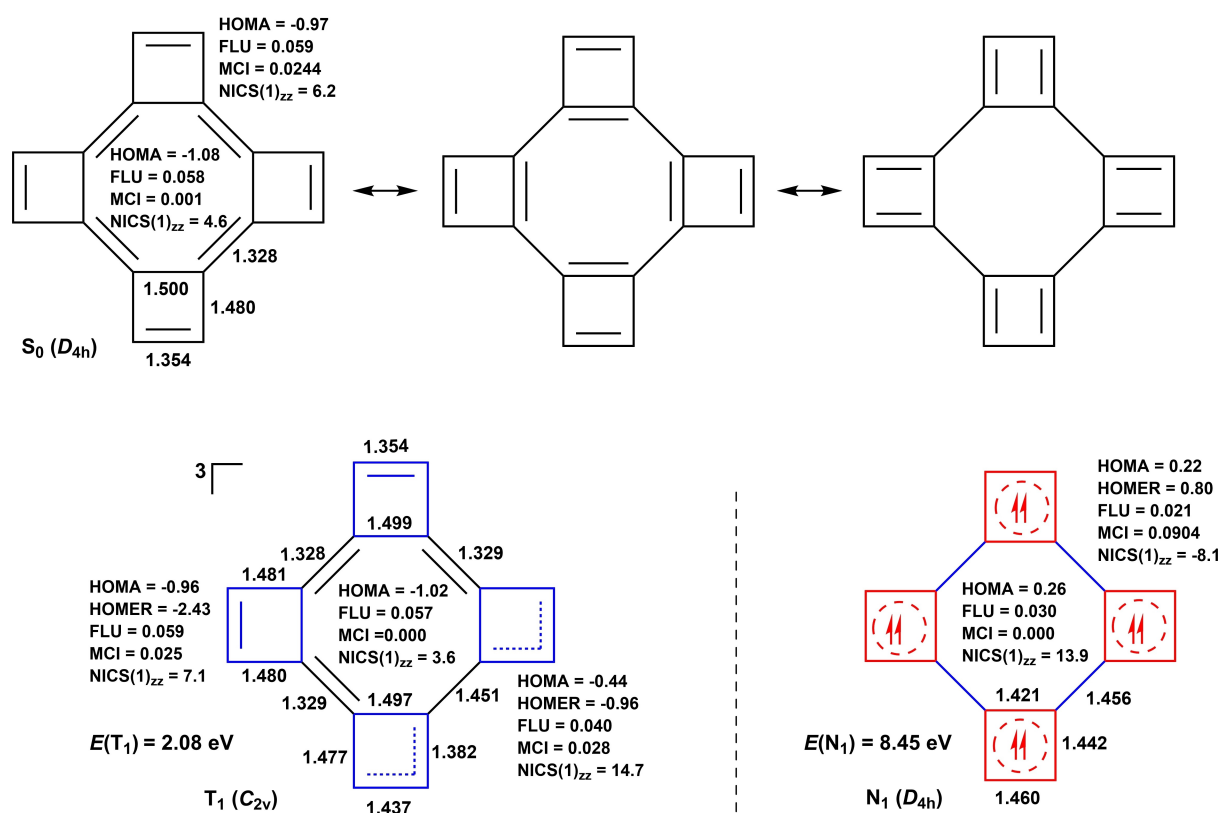 HOMA = -0.97
FLU = 0.059
MCI = 0.0244
NICS(1)zz = 6.2
HOMA = -1.08
FLU = 0.058
MCI = 0.001
NICS(1)zz = 4.6
1.328
1.500
1.480
1.354
S0 (D4h)
3
1.354
1.499
1.328
1.329
1.481
HOMA = -0.96
HOMER = -2.43
FLU = 0.059
MCI = 0.025
NICS(1)zz = 7.1
HOMA = -1.02
FLU = 0.057
MCI =0.000
NICS(1)zz = 3.6
1.480
1.329
1.497
1.451
HOMA = -0.44
HOMER = -0.96
FLU = 0.040
MCI = 0.028
NICS(1)zz = 14.7
E(T1) = 2.08 eV
1.477
1.382
1.437
T1 (C2v)
HOMA = 0.22
HOMER = 0.80
FLU = 0.021
MCI = 0.0904
NICS(1)zz = -8.1
HOMA = 0.26
FLU = 0.030
MCI = 0.000
NICS(1)zz = 13.9
1.421
1.456
E(N1) = 8.45 eV
1.442
1.460
N1 (D4h)